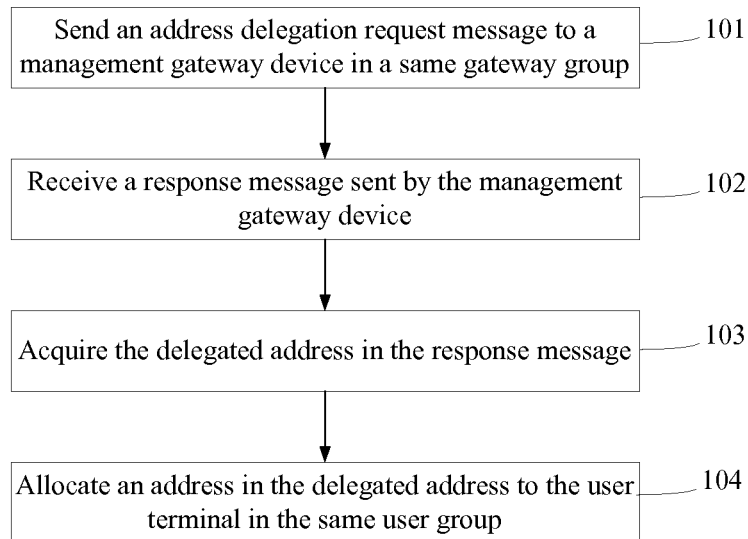 Send an address delegation request message to a
management gateway device in a same gateway group
101
Receive a response message sent by the management
gateway device
102
Acquire the delegated address in the response message
103
Allocate an address in the delegated address to the user
terminal in the same user group
104